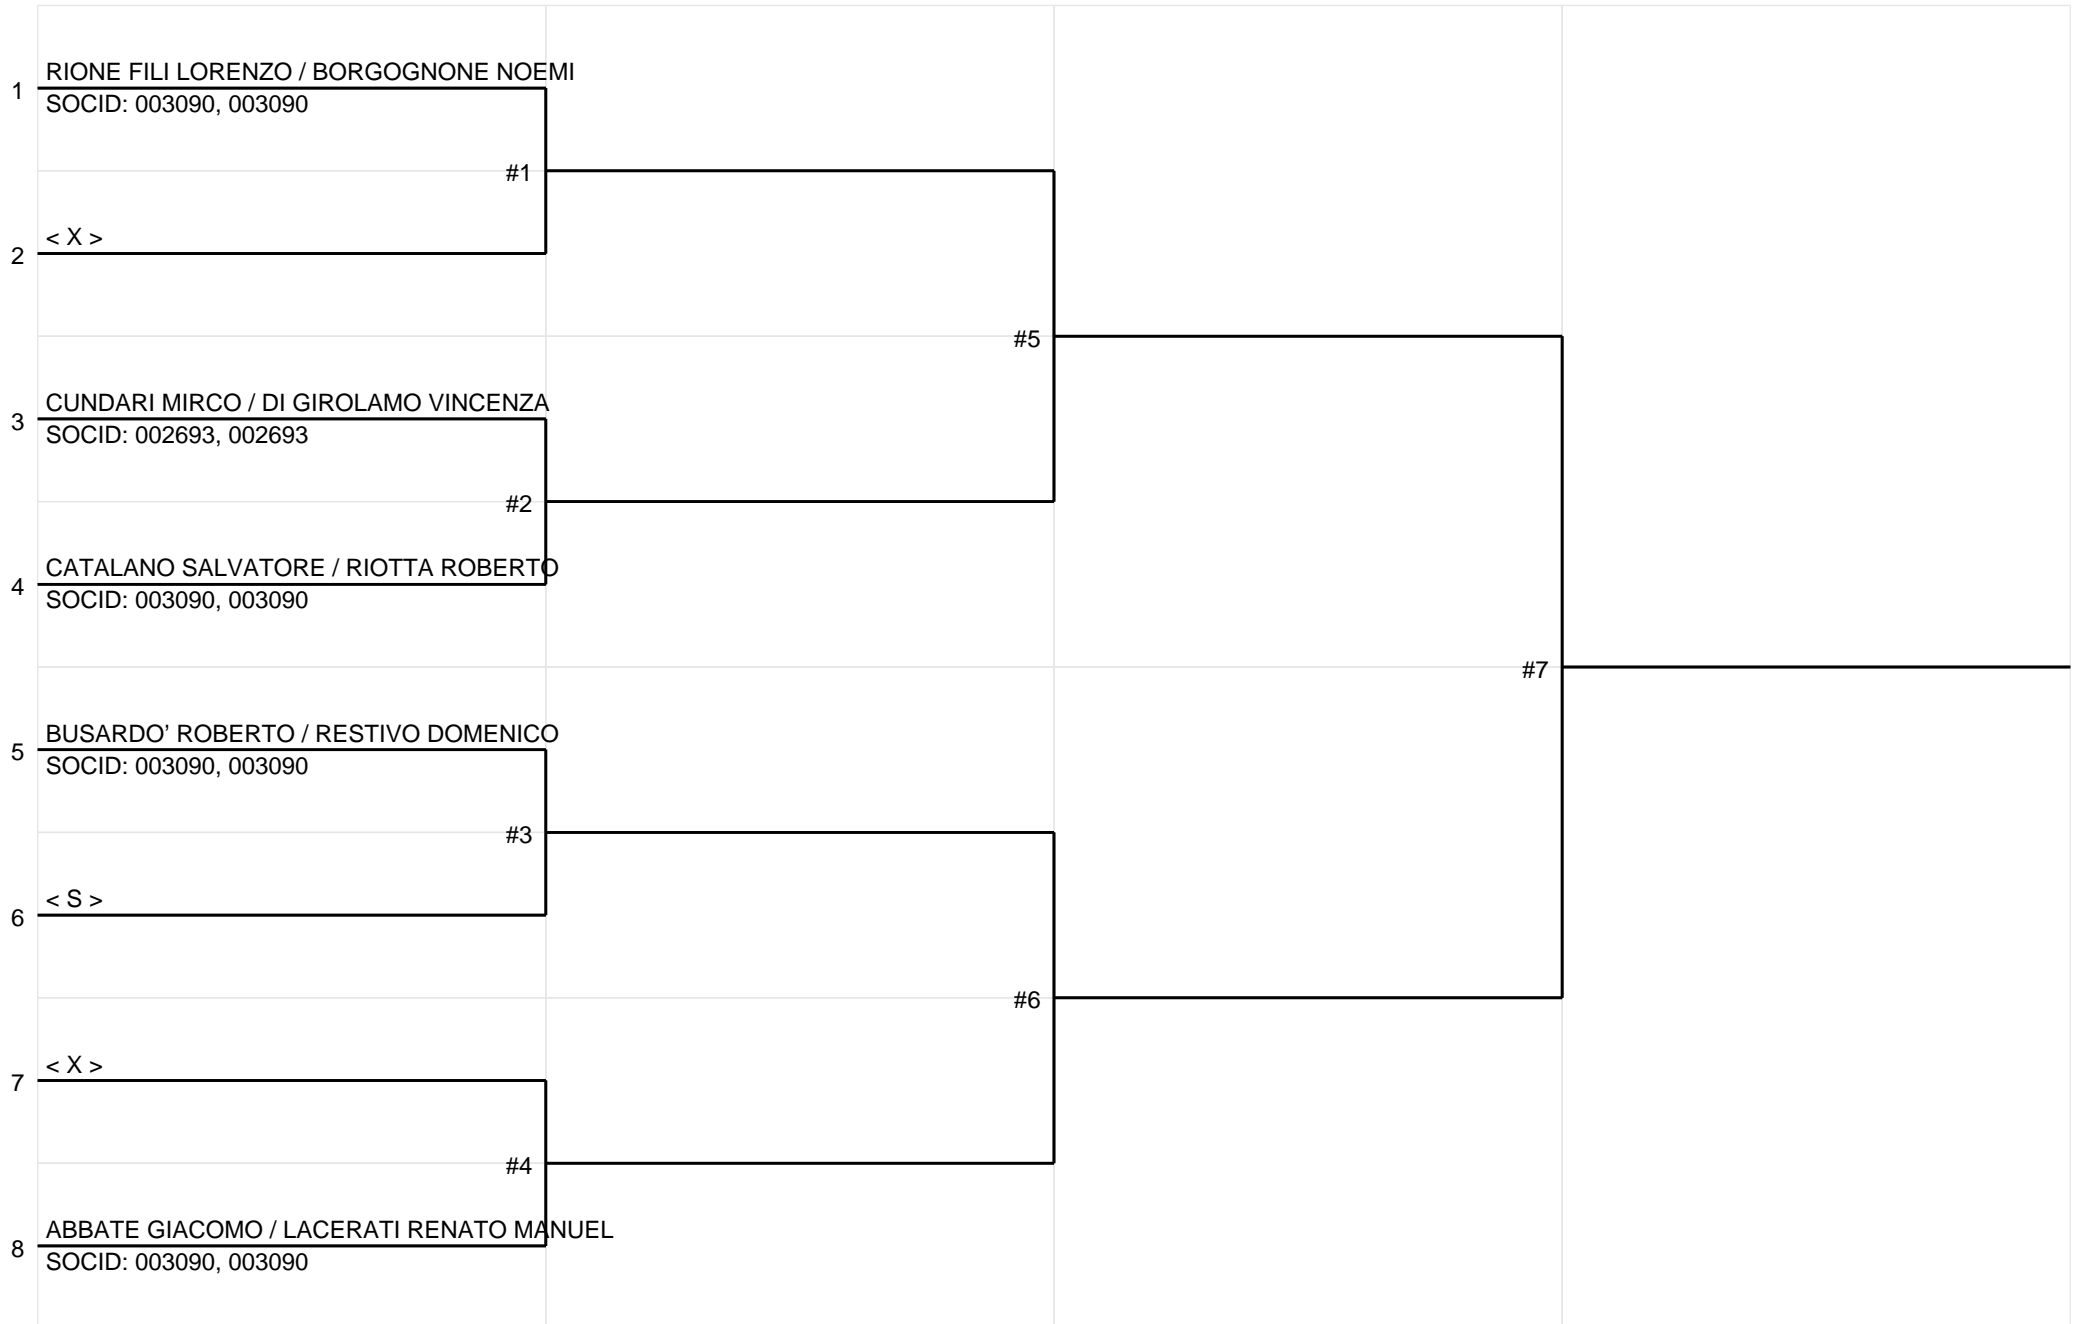 RIONE FILI LORENZO / BORGOGNONE NOEMI
1
SOCID: 003090, 003090
#1
< X >
2
#5
CUNDARI MIRCO / DI GIROLAMO VINCENZA
3
SOCID: 002693, 002693
#2
CATALANO SALVATORE / RIOTTA ROBERTO
4
SOCID: 003090, 003090
#7
BUSARDO' ROBERTO / RESTIVO DOMENICO
5
SOCID: 003090, 003090
#3
< S >
6
#6
< X >
7
#4
ABBATE GIACOMO / LACERATI RENATO MANUEL
8
SOCID: 003090, 003090